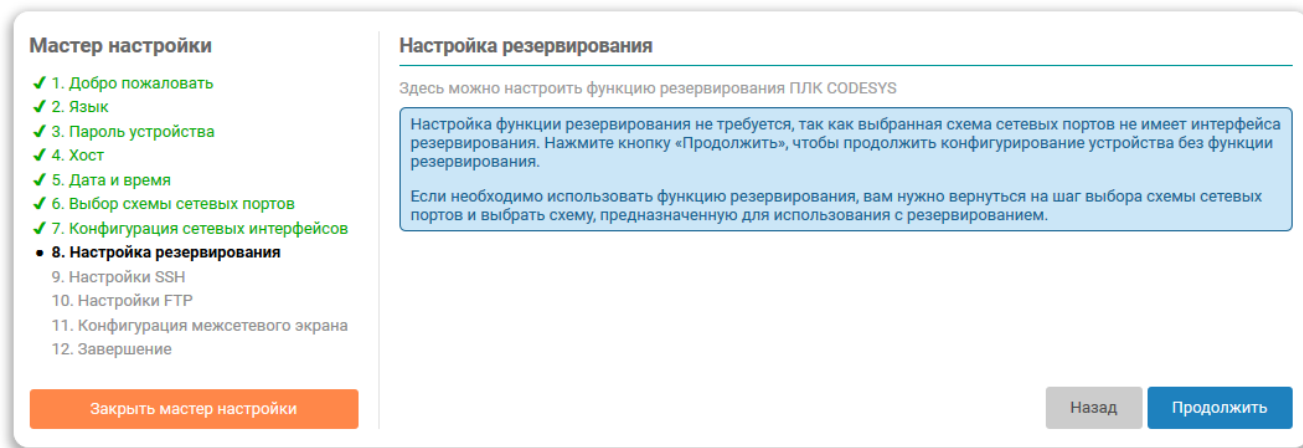 Мастер настройки
✔ 1. Добро пожаловать
✔ 2. Язык
✔ 3. Пароль устройства
✔ 4. Хост
✔ 5. Дата и время
✔ 6. Выбор схемы сетевых портов
✔ 7. Конфигурация сетевых интерфейсов
• 8. Настройка резервирования
9. Настройки SSH
10. Настройки FTP
11. Конфигурация межсетевого экрана
12. Завершение
Закрыть мастер настройки
Настройка резервирования
Здесь можно настроить функцию резервирования ПЛК CODESYS
Настройка функции резервирования не требуется, так как выбранная схема сетевых портов не имеет интерфейса
резервирования. Нажмите кнопку «Продолжить», чтобы продолжить конфигурирование устройства без функции
резервирования.
Если необходимо использовать функцию резервирования, вам нужно вернуться на шаг выбора схемы сетевых
портов и выбрать схему, предназначенную для использования с резервированием.
Назад
Продолжить